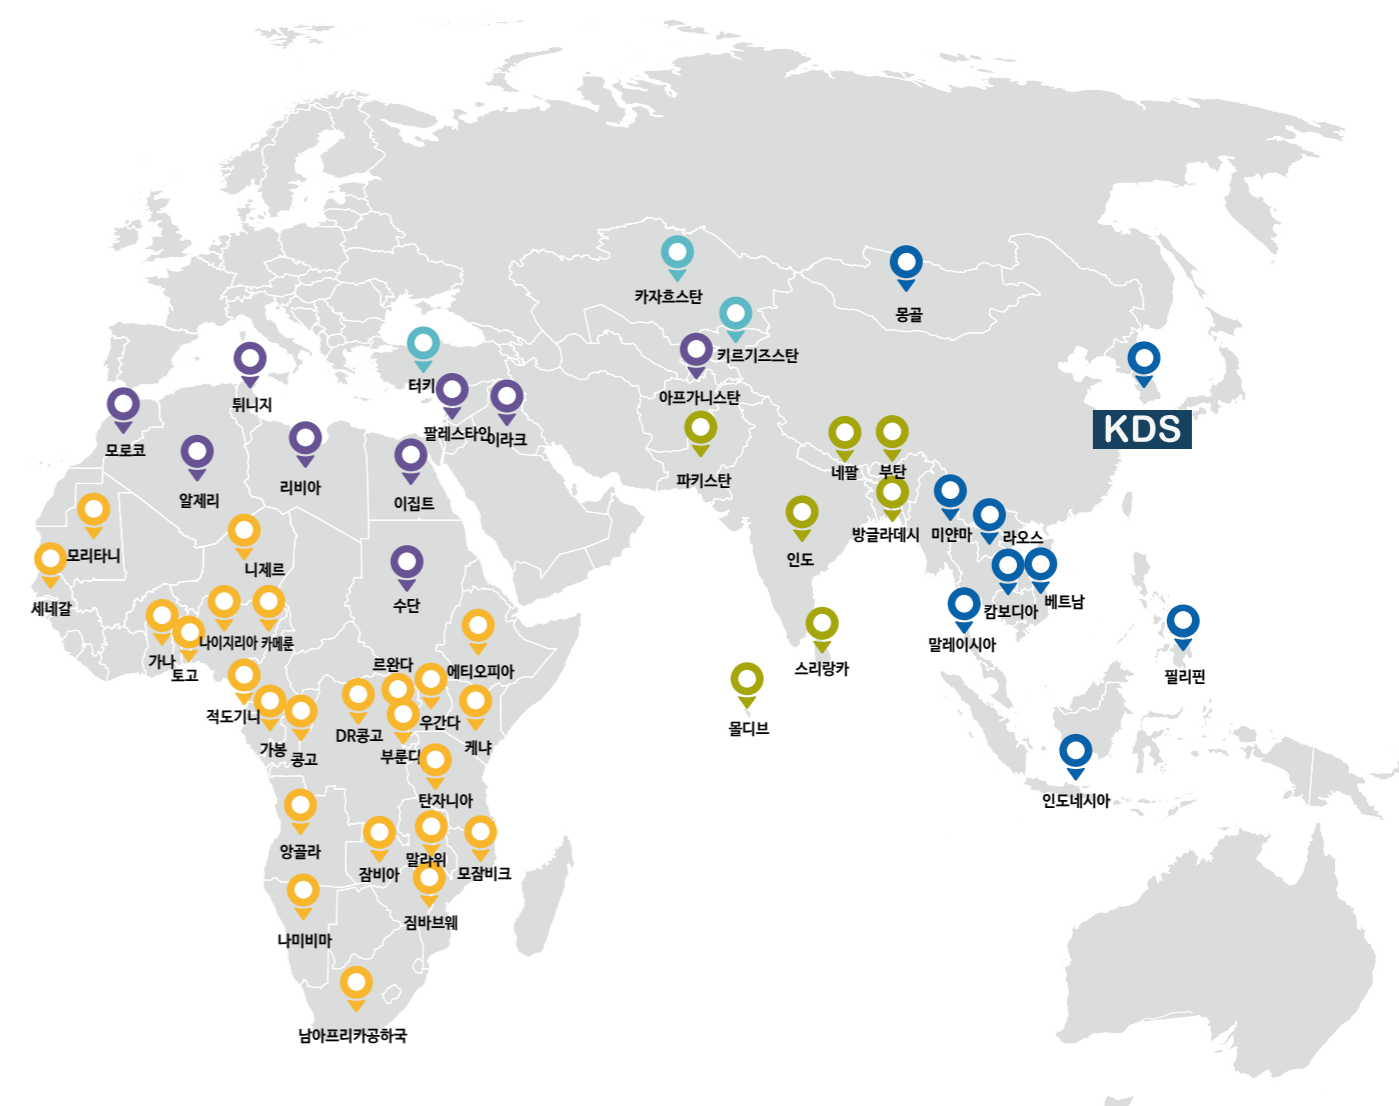 카자흐스탄
몽골
키르기즈스탄
터키
아프가니스탄
튀니지
KDS
팔레스타인
이라크
모로코
네팔
부탄
파키스탄
리비아
알제리
이집트
방글라데시
미얀마
라오스
모리타니
인도
니제르
베트남
세네갈
수단
캄보디아
나이지리아
카메룬
말레이시아
가나
르완다
에티오피아
스리랑카
토고
필리핀
적도기니
우간다
몰디브
DR콩고
가봉
케냐
부룬디
콩고
탄자니아
인도네시아
앙골라
말라위
잠비아
모잠비크
짐바브웨
나미비마
남아프리카공하국